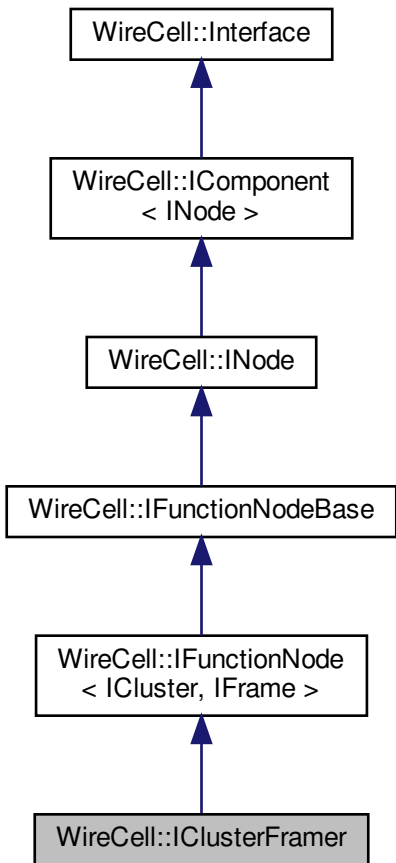 WireCell::Interface
WireCell::IComponent
< INode >
WireCell::INode
WireCell::IFunctionNodeBase
WireCell::IFunctionNode
< ICluster, IFrame >
WireCell::IClusterFramer